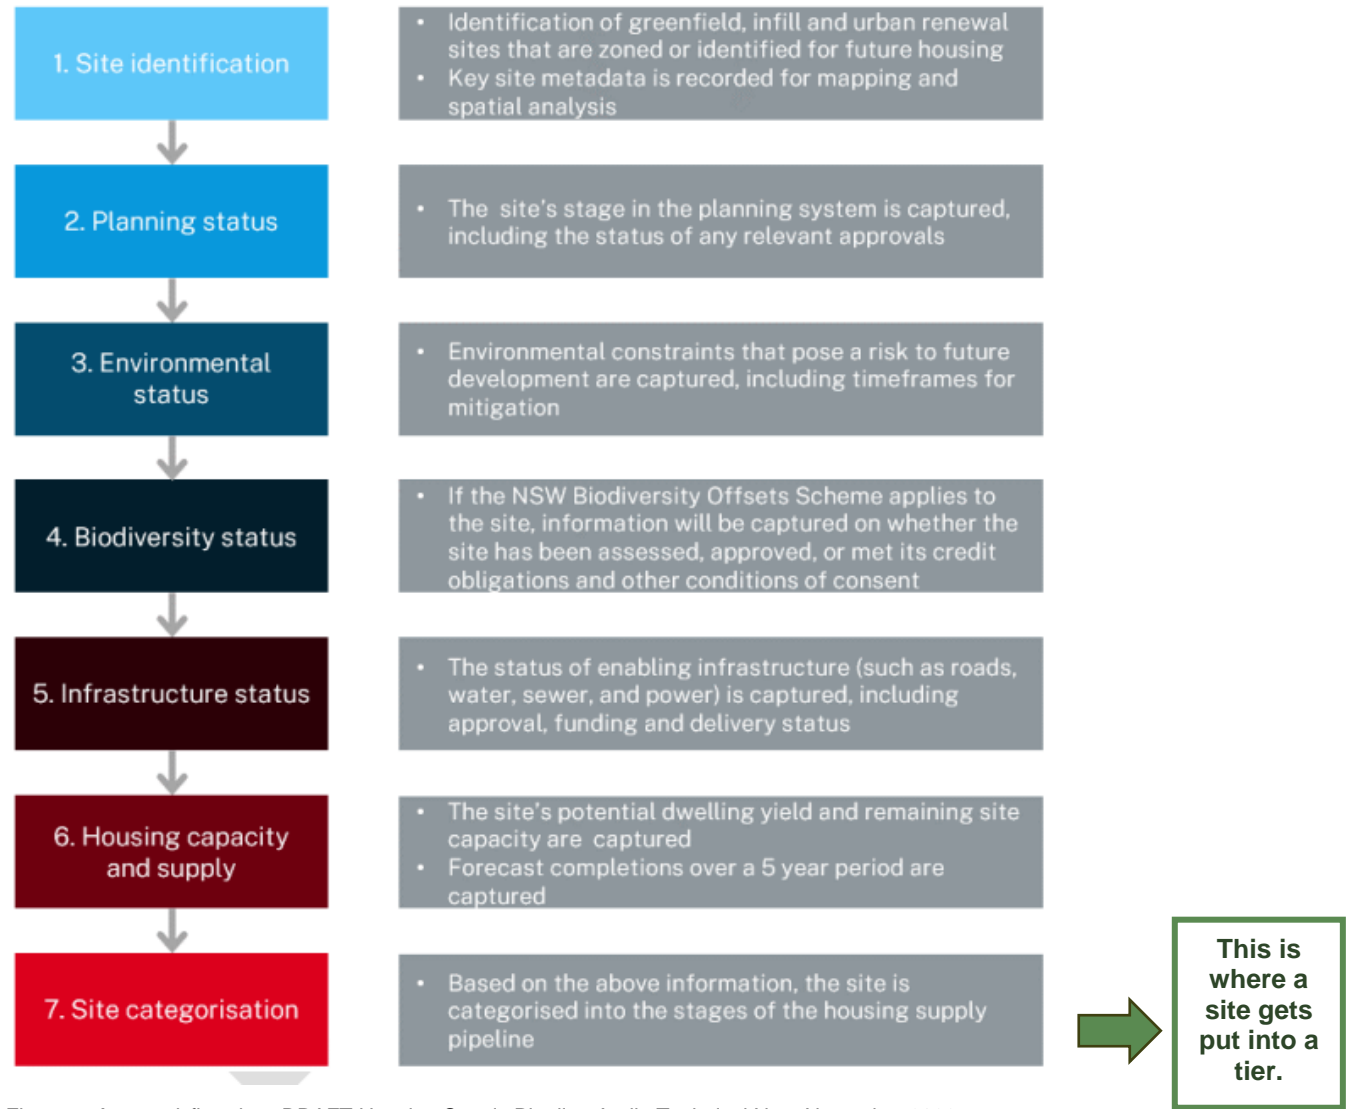 1. Site identification
• Identification of greenfield, infill and urban renewal
sites that are zoned or identified for future housing
• Key site metadata is recorded for mapping and
spatial analysis
2. Planning status
• The site's stage in the planning system is captured,
including the status of any relevant approvals
3. Environmental
status
• Environmental constraints that pose a risk to future
development are captured, including timeframes for
mitigation
4. Biodiversity status
• If the NSW Biodiversity Offsets Scheme applies to
the site, information will be captured on whether the
site has been assessed, approved, or met its credit
obligations and other conditions of consent
5. Infrastructure status
• The status of enabling infrastructure (such as roads,
water, sewer, and power) is captured, including
approval, funding and delivery status
6. Housing capacity
and supply
• The site's potential dwelling yield and remaining site
capacity are captured
• Forecast completions over a 5 year period are
captured
7. Site categorisation
• Based on the above information, the site is
categorised into the stages of the housing supply
pipeline
This is
where a
site gets
put into a
tier.